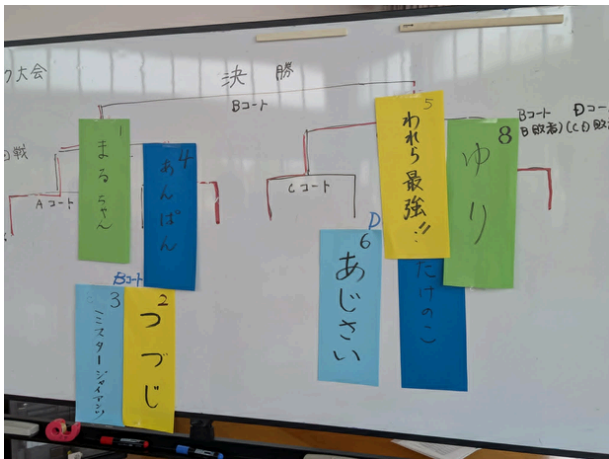 ク大会
決勝
Bコート
回戦
Aコート
1
まるちゃん
4
あんぱん
Bコート
3
ミスタージャイアンツ
2
つつじ
Cコート
D
6
あじさい
5
われら最強!!
たけのこ
8
ゆり
Bコート
Dコー
B敗者)(CD敗